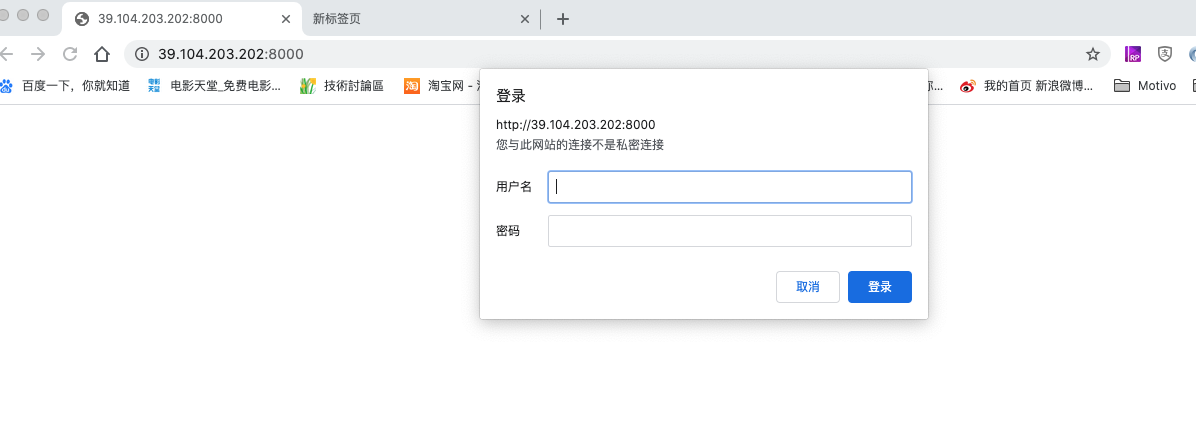 39.104.203.202:8000
新标签页
39.104.203.202:8000
百度一下，你就知道
电影天堂_免费电影...
技術討論區
淘宝网 -
我的首页 新浪微博...
Motivo
登录
http://39.104.203.202:8000
您与此网站的连接不是私密连接
用户名
密码
取消
登录